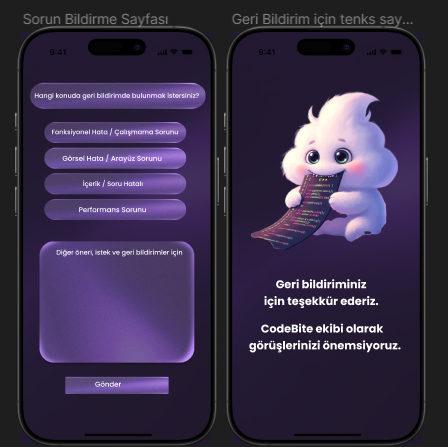 Sorun Bildirme Sayfası
9:41
Hangi konuda geri bildirimde bulunmak istersiniz?
Fonksiyonel Hata / Çalışmama Sorunu
Görsel Hata / Arayüz Sorunu
İçerik / Soru Hatalı
Performans Sorunu
Diğer öneri, istek ve geri bildirimler için
Gönder
Geri Bildirim için tenks say...
9:41
Geri bildiriminiz
için teşekkür ederiz.
CodeBite ekibi olarak
görüşlerinizi önemsiyoruz.